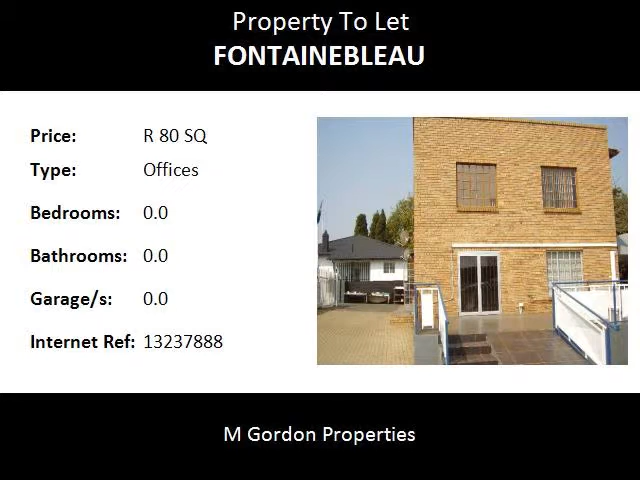 Property To Let
FONTAINEBLEAU
Price: R 80 SQ
Type: Offices
Bedrooms: 0.0
Bathrooms: 0.0
Garage/s: 0.0
Internet Ref: 13237888
M Gordon Properties